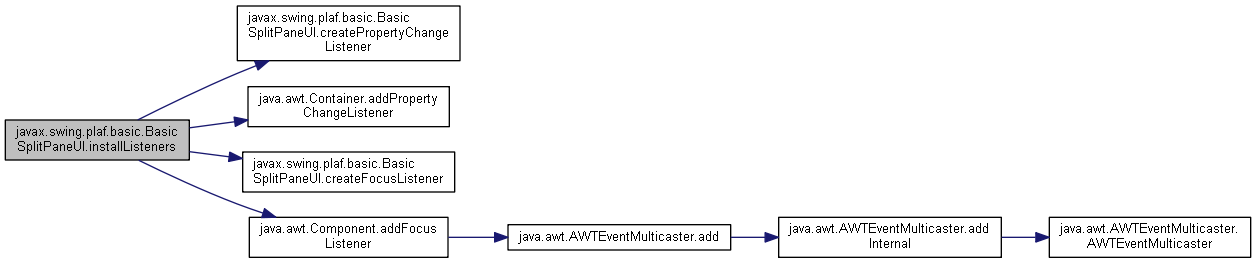 javax.swing.plaf.basic.Basic
SplitPaneUI.installListeners
javax.swing.plaf.basic.Basic
SplitPaneUI.createPropertyChange
Listener
java.awt.Container.addProperty
ChangeListener
javax.swing.plaf.basic.Basic
SplitPaneUI.createFocusListener
java.awt.Component.addFocus
Listener
java.awt.AWTEventMulticaster.add
java.awt.AWTEventMulticaster.add
Internal
java.awt.AWTEventMulticaster.
AWTEventMulticaster